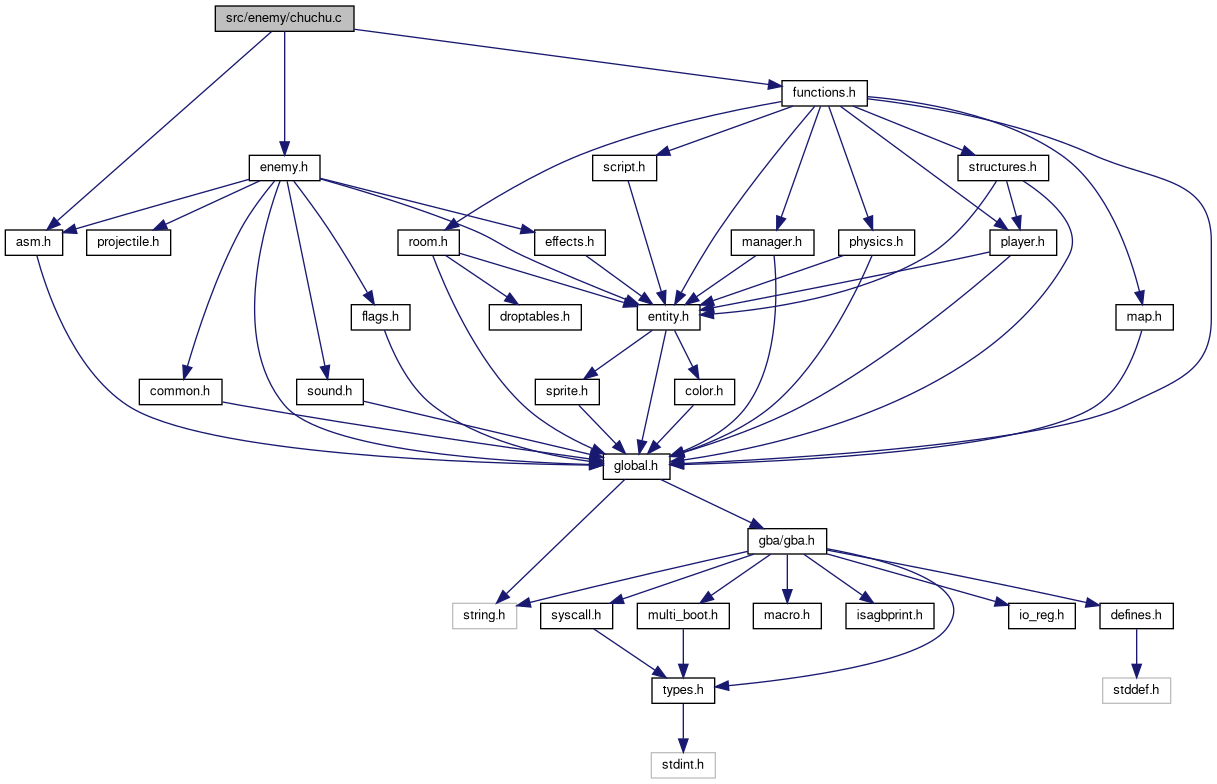 src/enemy/chuchu.c
functions.h
enemy.h
script.h
structures.h
asm.h
projectile.h
room.h
effects.h
manager.h
physics.h
player.h
flags.h
droptables.h
entity.h
map.h
common.h
sound.h
sprite.h
color.h
global.h
gba/gba.h
string.h
syscall.h
multi_boot.h
macro.h
isagbprint.h
io_reg.h
defines.h
types.h
stddef.h
stdint.h